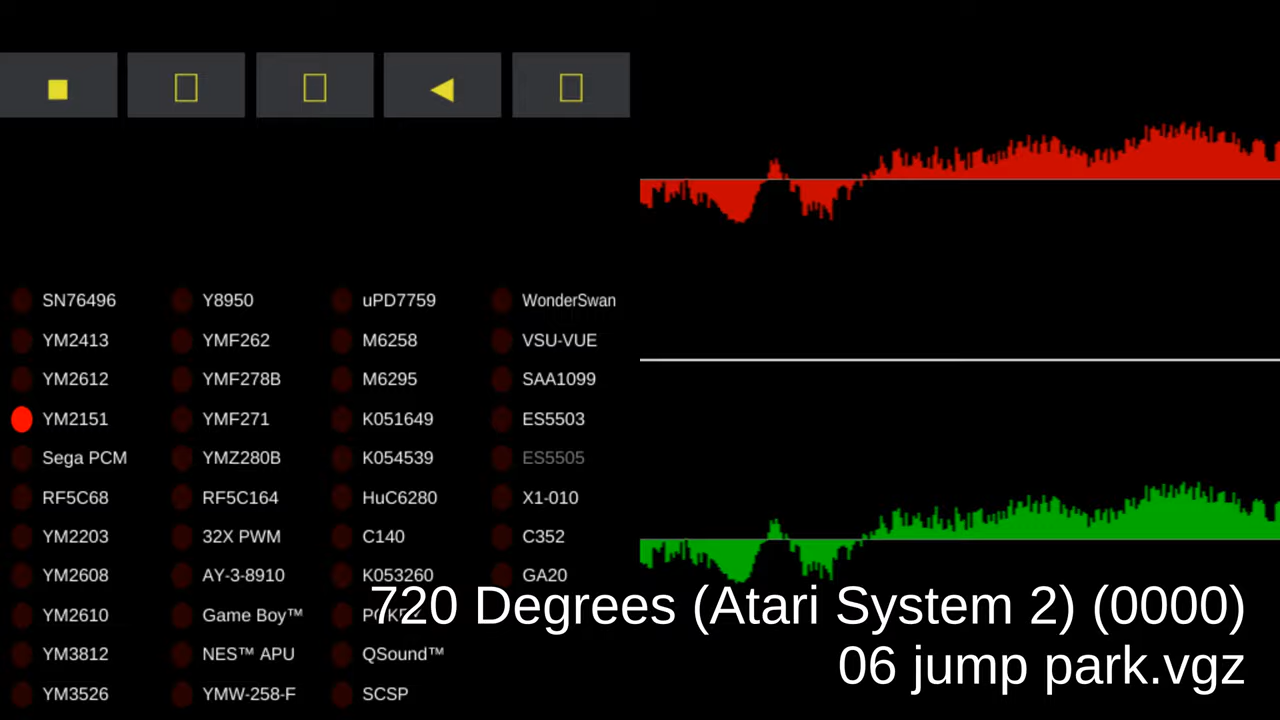 SN76496 Y8950 uPD7759 WonderSwan
YM2413 YMF262 M6258 VSU-VUE
YM2612 YMF278B M6295 SAA1099
YM2151 YMF271 K051649 ES5503
Sega PCM YMZ280B K054539 ES5505
RF5C68 RF5C164 HuC6280 X1-010
YM2203 32X PWM C140 C352
YM2608 AY-3-8910 K053260 GA20
YM2610 Game Boy™
720 Degrees (Atari System 2) (0000)
YM3812 NES™ APU QSound™
06 jump park.vgz
YM3526 YMW-258-F SCSP